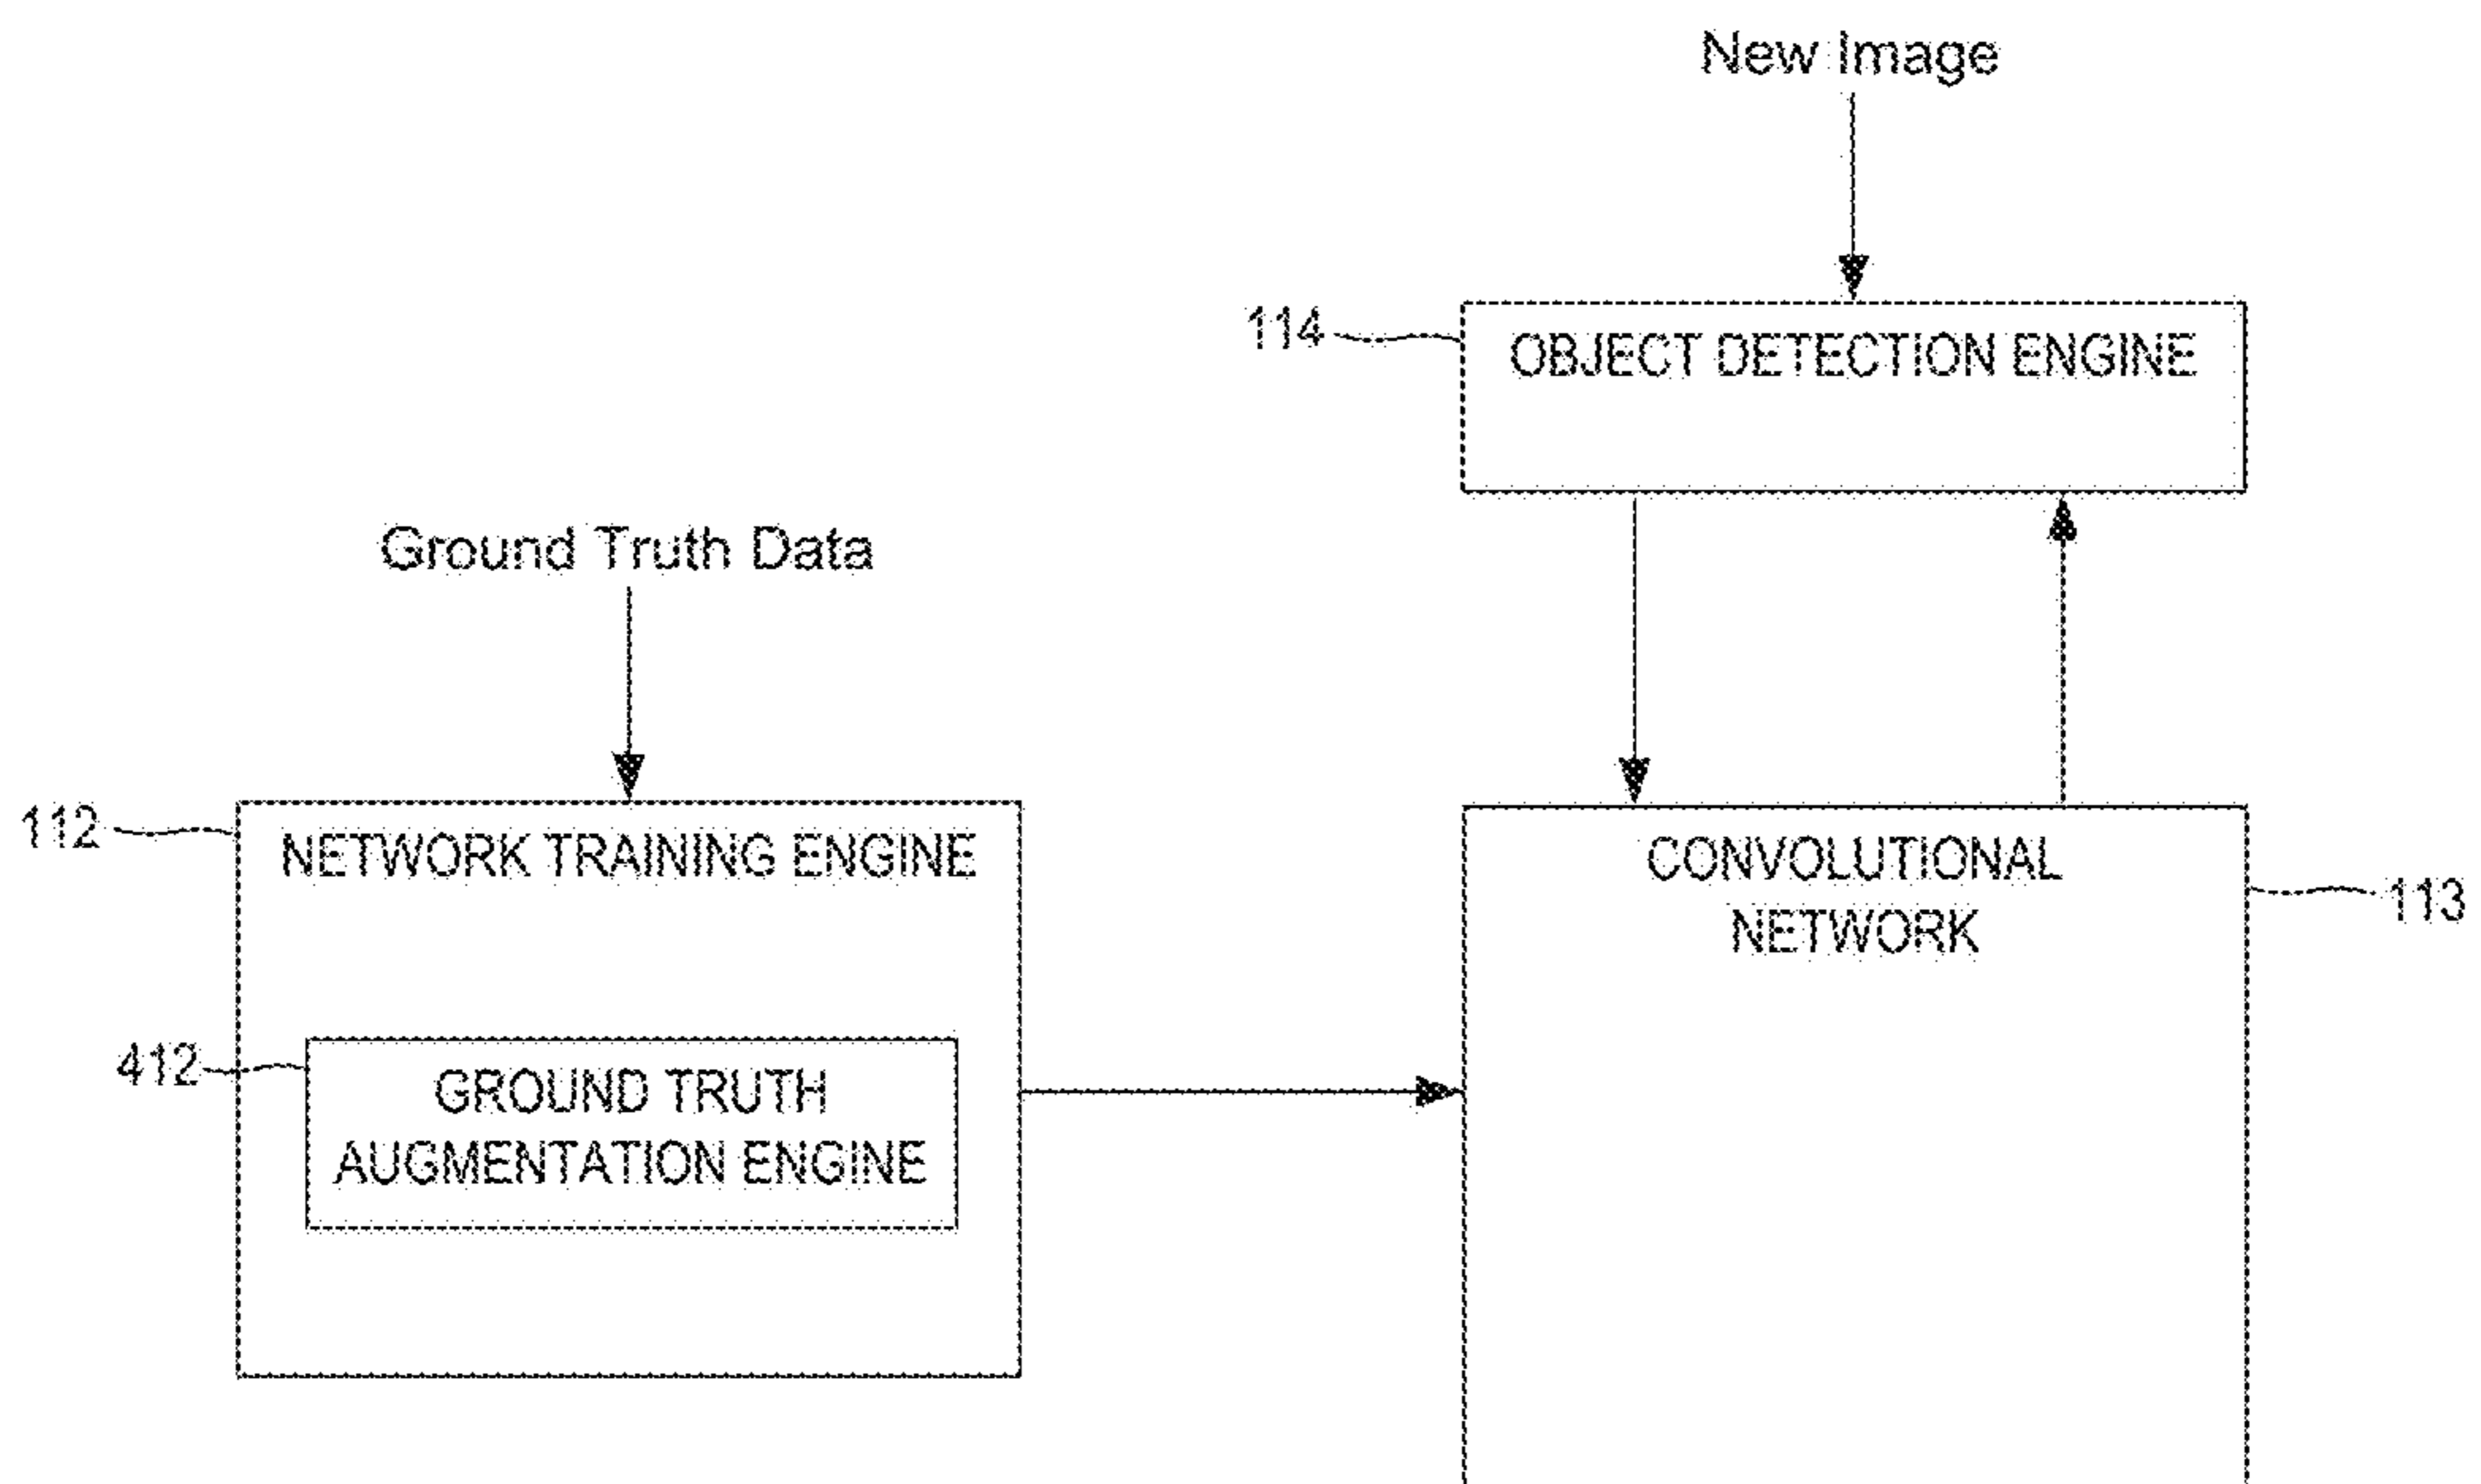 New Image
114
OBJECT DETECTION ENGINE
Ground Truth Data
112
NETWORK TRAINING ENGINE
CONVOLUTIONAL
NETWORK
113
412
GROUND TRUTH
AUGMENTATION ENGINE